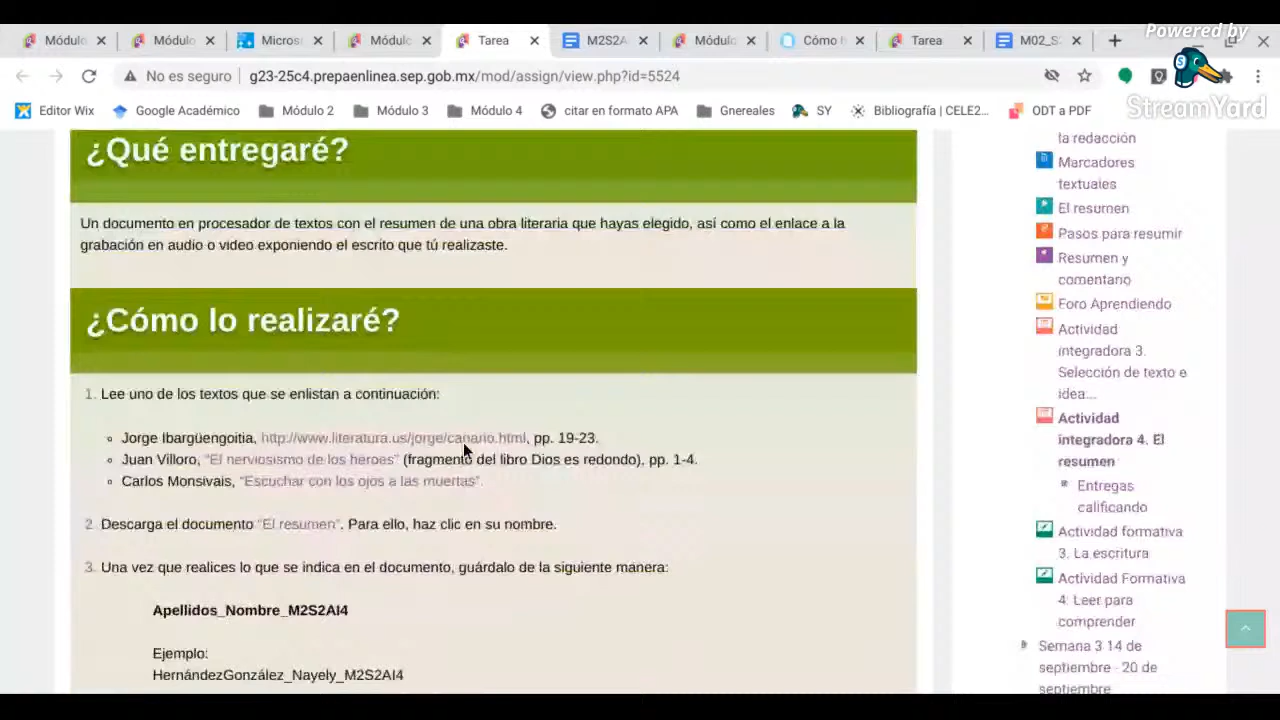 Powered by
StreamYard
Módulo
Módulo
Micros
Módulo
Tarea
M2S2A
Módulo
Cómo h
Tarea
M02_S
No es seguro
g23-25c4.prepaenlinea.sep.gob.mx/mod/assign/view.php?id=5524
Editor Wix
Google Académico
Módulo 2
Módulo 3
Módulo 4
citar en formato APA
Gnereales
SY
Bibliografía | CELE2...
ODT a PDF
¿Qué entregaré?
Un documento en procesador de textos con el resumen de una obra literaria que hayas elegido, así como el enlace a la
grabación en audio o video exponiendo el escrito que tú realizaste.
¿Cómo lo realizaré?
1. Lee uno de los textos que se enlistan a continuación:
Jorge Ibargüengoitia, http://www.literatura.us/jorge/canario.html, pp. 19-23.
Juan Villoro, "El nerviosismo de los heroes" (fragmento del libro Dios es redondo), pp. 1-4.
Carlos Monsivais, "Escuchar con los ojos a las muertas".
2. Descarga el documento "El resumen". Para ello, haz clic en su nombre.
3. Una vez que realices lo que se indica en el documento, guárdalo de la siguiente manera:
Apellidos_Nombre_M2S2AI4
Ejemplo:
HernándezGonzález_Nayely_M2S2AI4
la redacción
Marcadores
textuales
El resumen
Pasos para resumir
Resumen y
comentario
Foro Aprendiendo
Actividad
integradora 3.
Selección de texto e
idea...
Actividad
integradora 4. El
resumen
Entregas
calificando
Actividad formativa
3. La escritura
Actividad Formativa
4: Leer para
comprender
Semana 3 14 de
septiembre - 20 de
septiembre